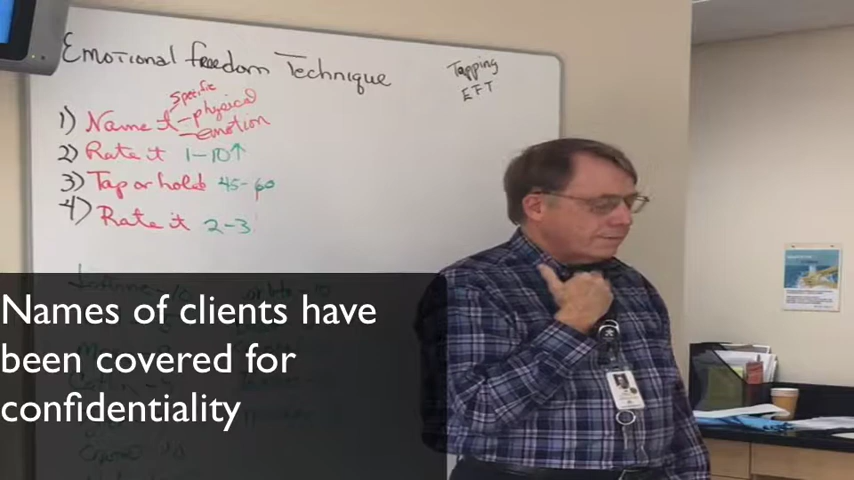 Emotional freedom Technique
Tapping
EFT
specific
1) Name it - physical
- emotion
2) Rate it 1-10↑
3) Tap or hold 45-60
4) Rate it 2-3
Names of clients have
been covered for
confidentiality